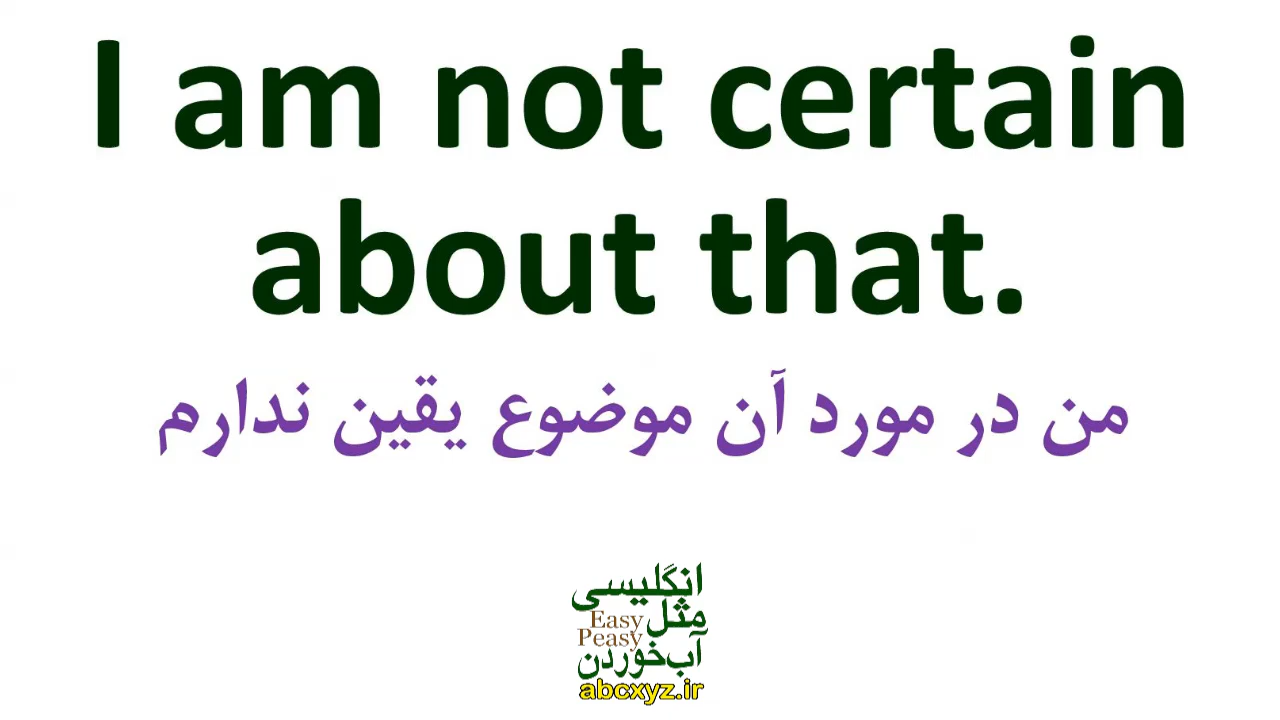 I am not certain
about that.
من در مورد آن موضوع یقین ندارم
انگلیسی
مثل
Easy
Peasy
آب‌خوردن
abcxyz.ir